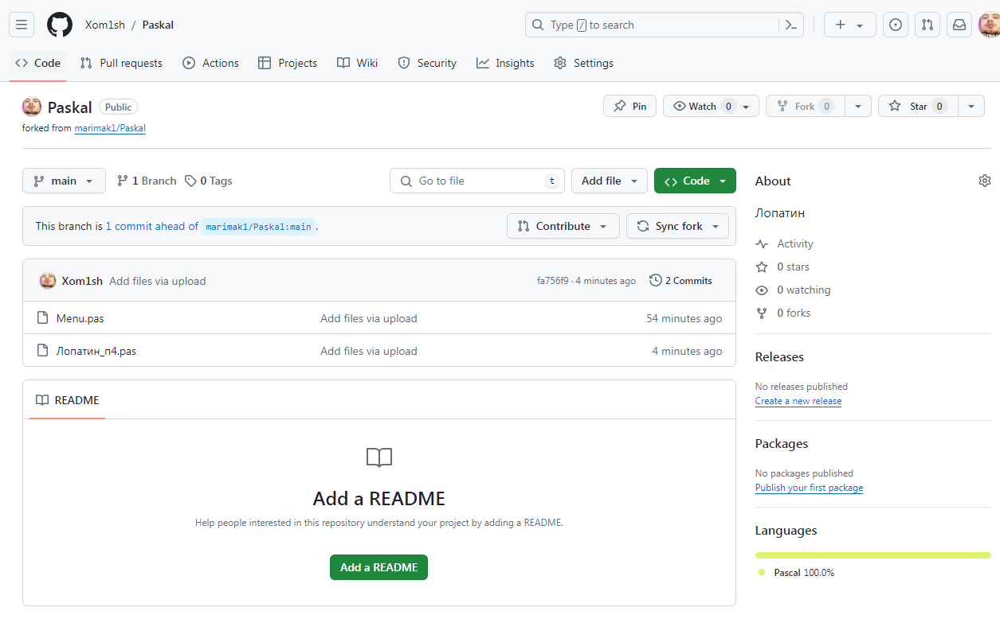 Xom1sh / Paskal Type / to search
Code Pull requests Actions Projects Wiki Security Insights Settings
Paskal Public Pin Watch 0 Fork 0 Star 0
forked from marimak1/Paskal
main 1 Branch 0 Tags Go to file t Add file Code
This branch is 1 commit ahead of marimak1/Paskal:main . Contribute Sync fork
Xom1sh Add files via upload fa756f9 · 4 minutes ago 2 Commits
Menu.pas Add files via upload 54 minutes ago
Лопатин_п4.pas Add files via upload 4 minutes ago
README
Add a README
Help people interested in this repository understand your project by adding a README.
Add a README
About
Лопатин
Activity
0 stars
0 watching
0 forks
Releases
No releases published
Create a new release
Packages
No packages published
Publish your first package
Languages
Pascal 100.0%